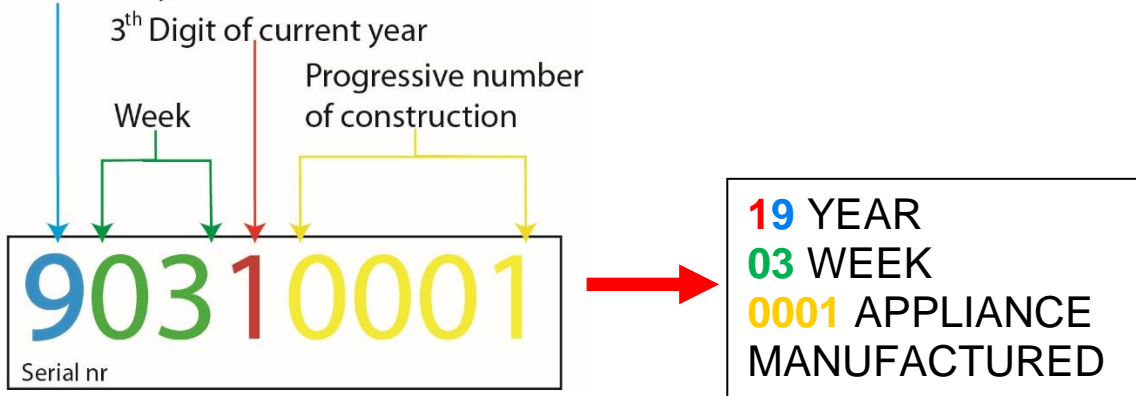 3th Digit of current year
Progressive number
of construction
Week
90310001
Serial nr
19 YEAR
03 WEEK
0001 APPLIANCE
MANUFACTURED